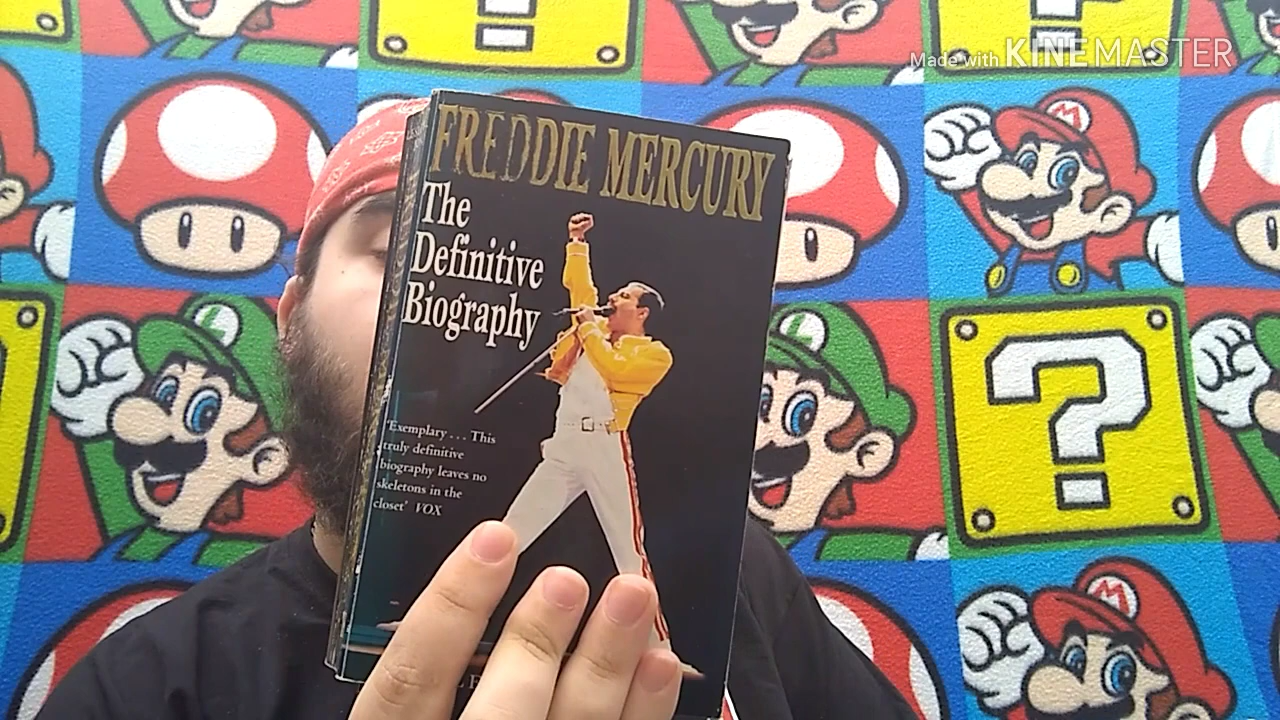 Made with KINEMASTER
FREDDIE MERCURY
The
Definitive
Biography
'Exemplary . . . This
truly definitive
biography leaves no
skeletons in the
closet' VOX
M
L
L
M